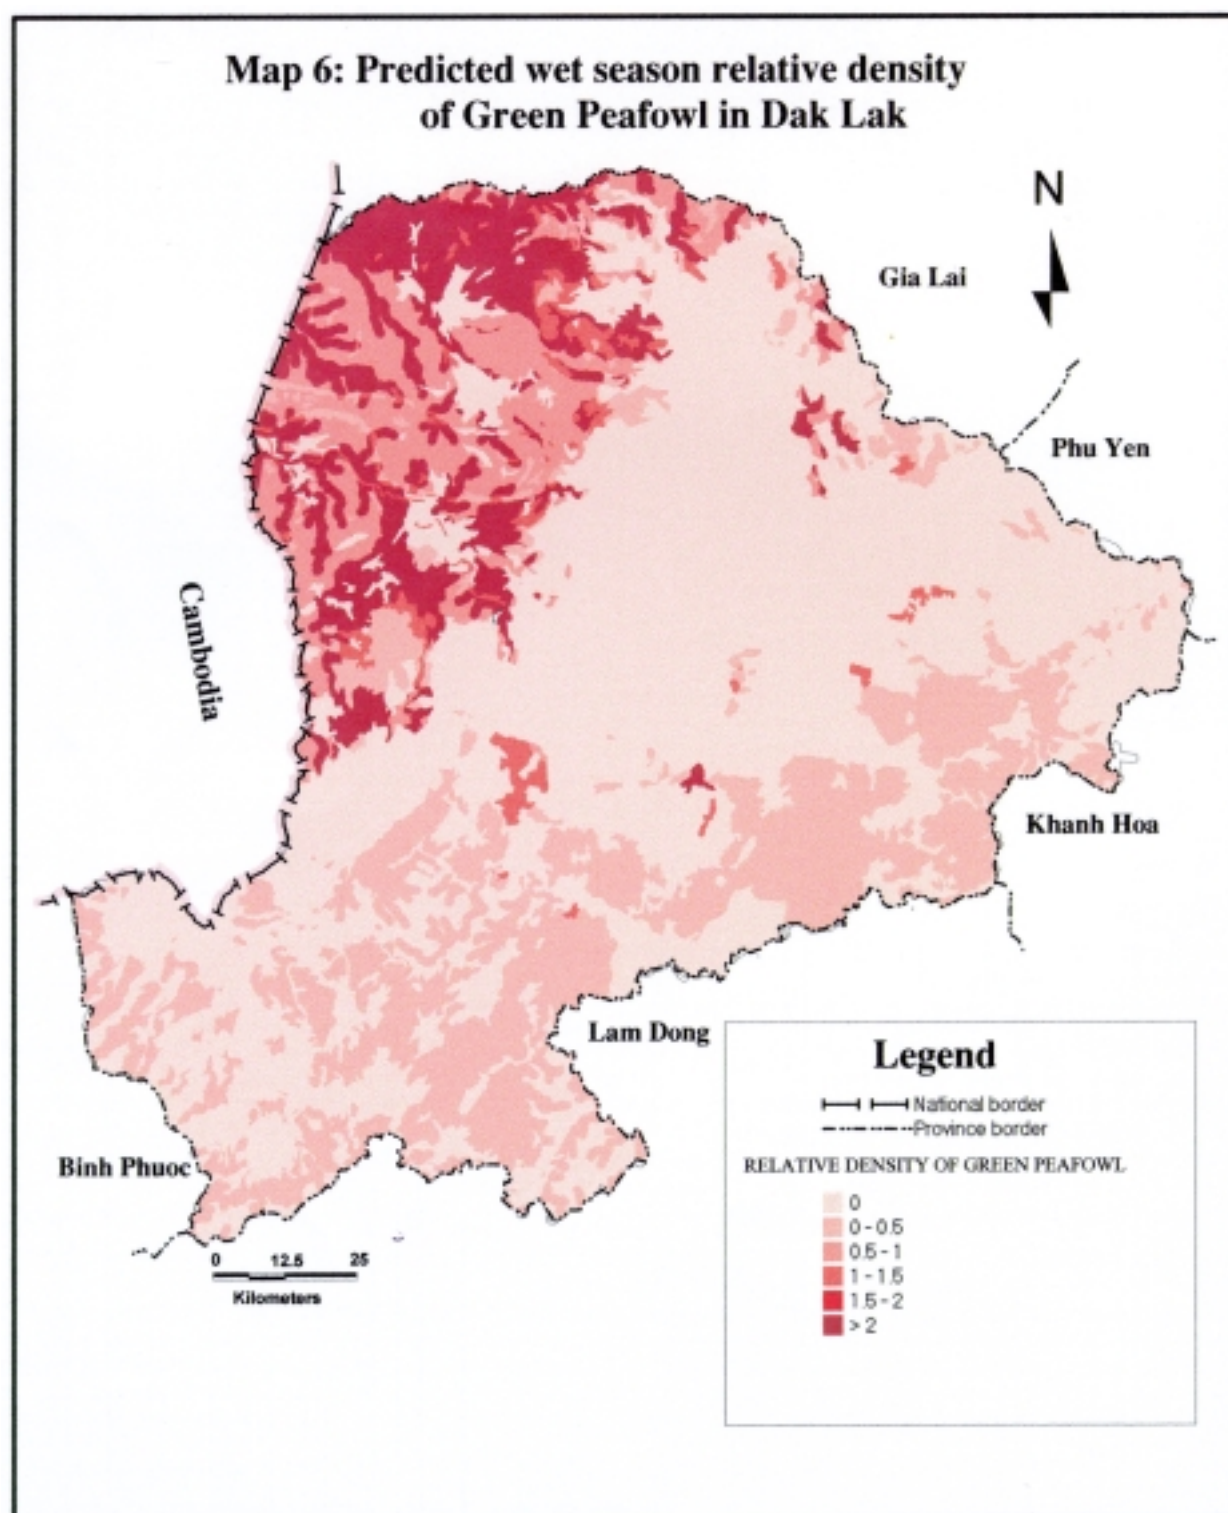 Map 6: Predicted wet season relative density
of Green Peafowl in Dak Lak
N
Gia Lai
Phu Yen
Cambodia
Khanh Hoa
Lam Dong
Binh Phuoc
0 12.5 25
Kilometers
Legend
National border
Province border
RELATIVE DENSITY OF GREEN PEAFOWL
0
0 - 0.5
0.5 - 1
1 - 1.5
1.5 - 2
> 2